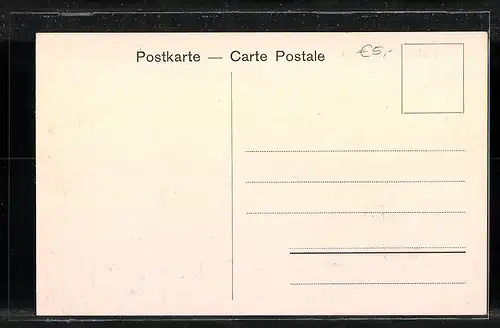 Postkarte — Carte Postale €5,-